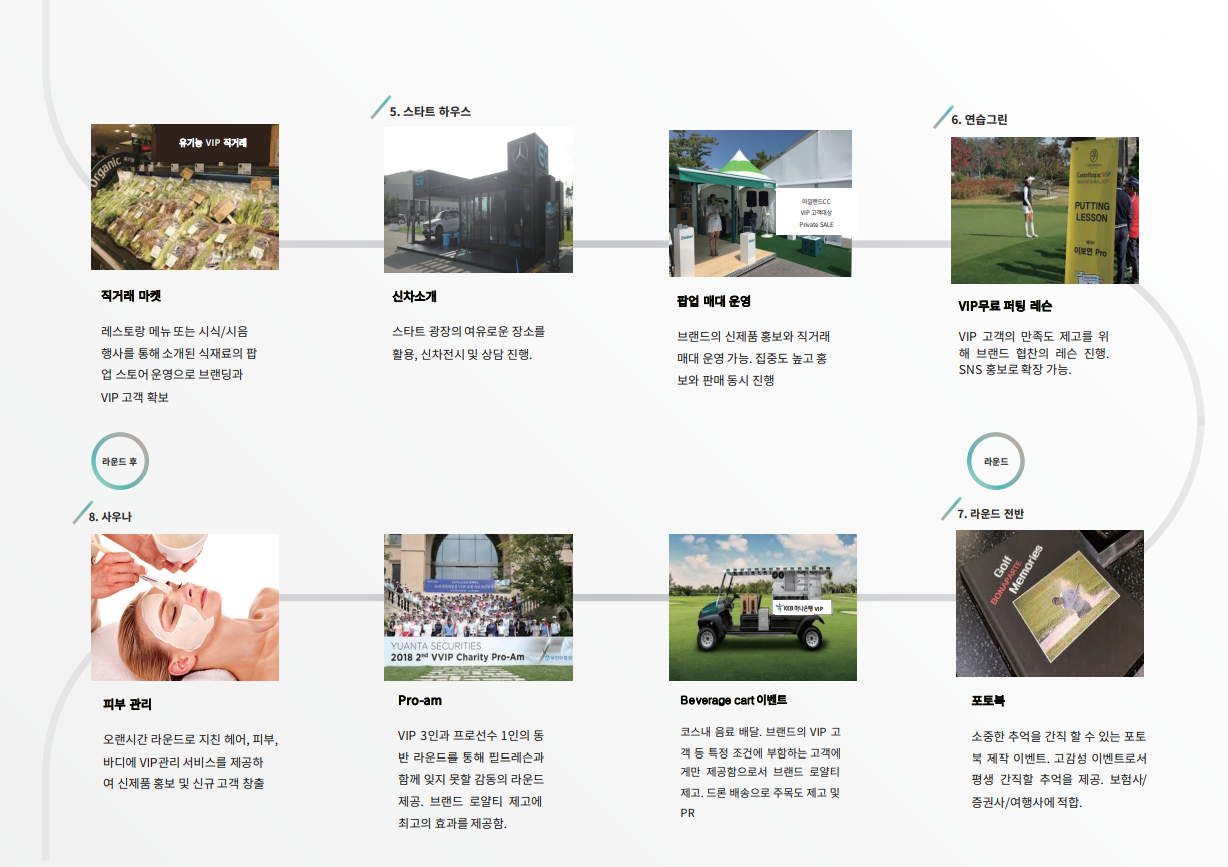 5. 스타트 하우스
6. 연습그린
유기농 VIP 직거래
Organic
아일랜드CC
VIP 고객대상
Private SALE
Castelbajac VIP
PUTTING
LESSON
이보연 Pro
직거래 마켓
레스토랑 메뉴 또는 시식/시음
행사를 통해 소개된 식재료의 팝
업 스토어 운영으로 브랜딩과
VIP 고객 확보
신차소개
스타트 광장의 여유로운 장소를
활용, 신차전시 및 상담 진행.
팝업 매대 운영
브랜드의 신제품 홍보와 직거래
매대 운영 가능. 집중도 높고 홍
보와 판매 동시 진행
VIP무료 퍼팅 레슨
VIP 고객의 만족도 제고를 위
해 브랜드 협찬의 레슨 진행.
SNS 홍보로 확장 가능.
라운드 후
라운드
8. 사우나
7. 라운드 전반
YUANTA SECURITIES
2018 2nd VVIP Charity Pro-Am
KEB 하나은행 VIP
Golf
BONAPARTE
Memories
피부 관리
오랜시간 라운드로 지친 헤어, 피부,
바디에 VIP관리 서비스를 제공하
여 신제품 홍보 및 신규 고객 창출
Pro-am
VIP 3인과 프로선수 1인의 동
반 라운드를 통해 필드레슨과
함께 잊지 못할 감동의 라운드
제공. 브랜드 로얄티 제고에
최고의 효과를 제공함.
Beverage cart 이벤트
코스내 음료 배달. 브랜드의 VIP 고
객 등 특정 조건에 부합하는 고객에
게만 제공함으로서 브랜드 로얄티
제고. 드론 배송으로 주목도 제고 및
PR
포토북
소중한 추억을 간직 할 수 있는 포토
북 제작 이벤트. 고감성 이벤트로서
평생 간직할 추억을 제공. 보험사/
증권사/여행사에 적합.